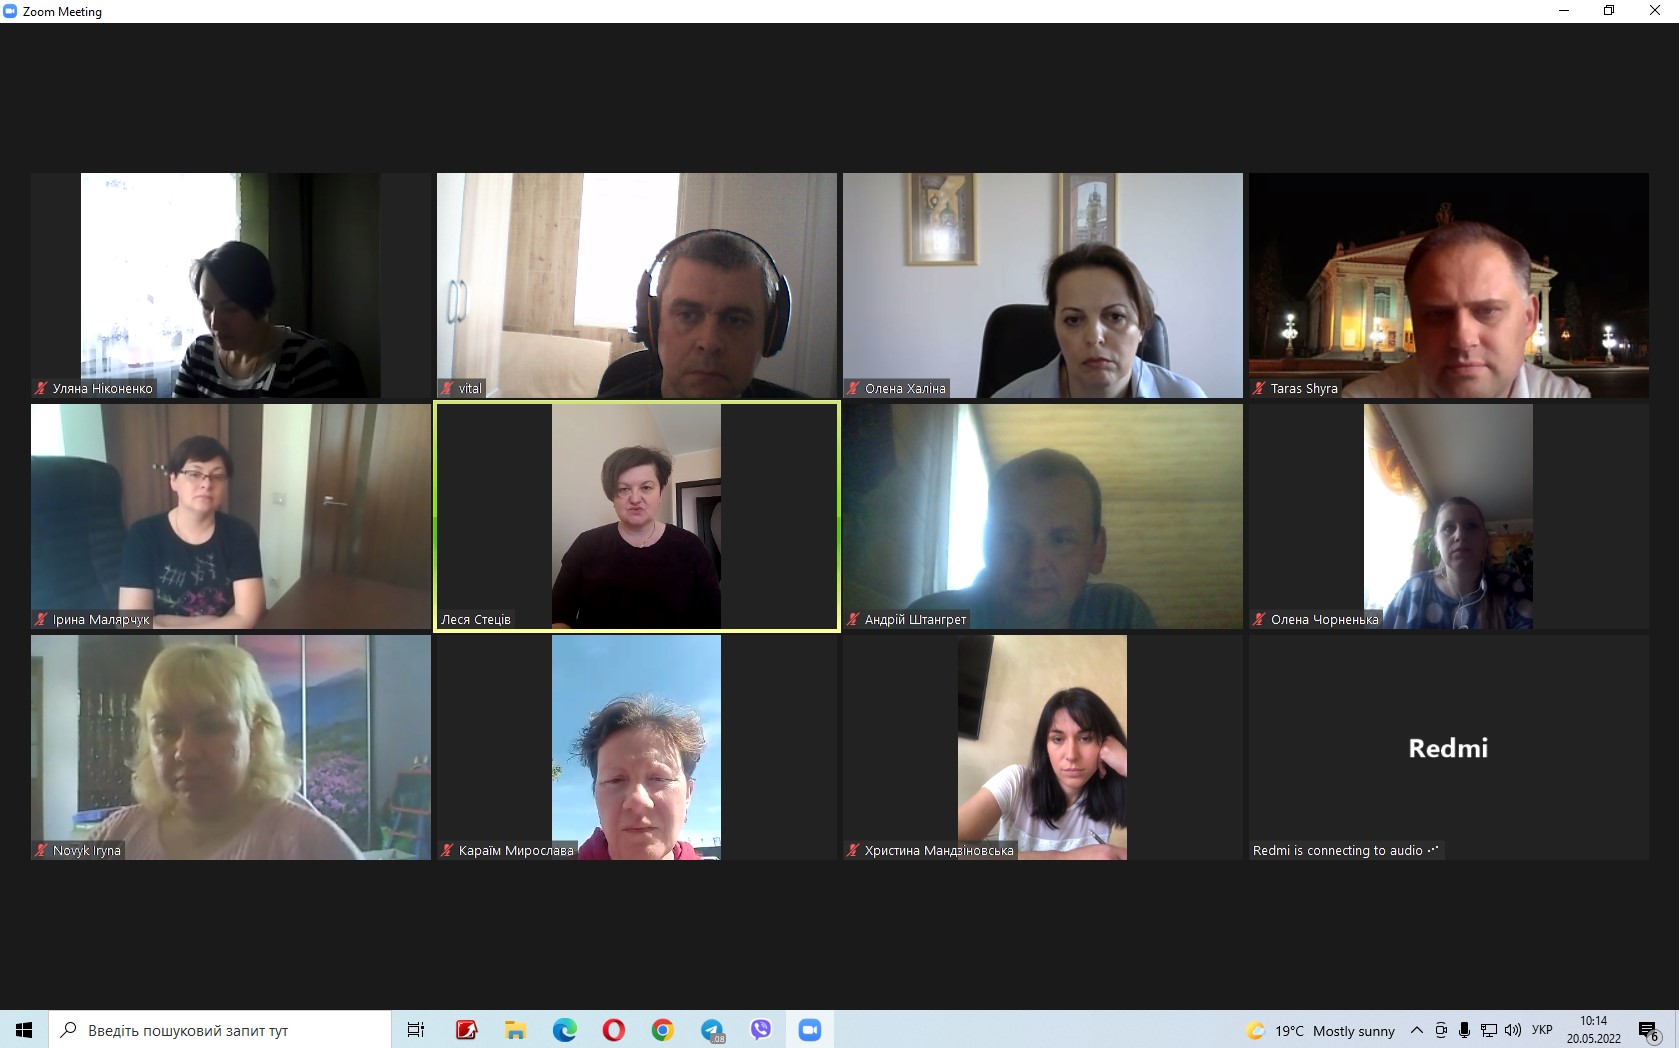 Zoom Meeting
Уляна Ніконенко
vital
Олена Халіна
Taras Shyra
Ірина Малярчук
Леся Стеців
Андрій Штангрет
Олена Чорненька
Redmi
Novyk Iryna
Караїм Мирослава
Христина Мандзіновська
Redmi is connecting to audio
Введіть пошуковий запит тут
.08
19°C Mostly sunny
УКР
10:14
20.05.2022
6